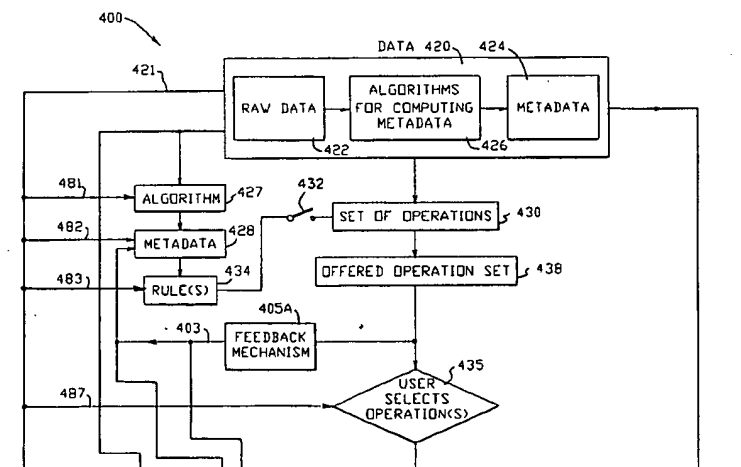 400
DATA 420
424
421
RAW DATA
ALGORITHMS
FOR COMPUTING
METADATA
METADATA
422
426
481
ALGORITHM
427
432
SET OF OPERATIONS
430
482
METADATA
428
OFFERED OPERATION SET
438
483
RULE(S)
434
405A
403
FEEDBACK
MECHANISM
435
USER
SELECTS
OPERATION(S)
487